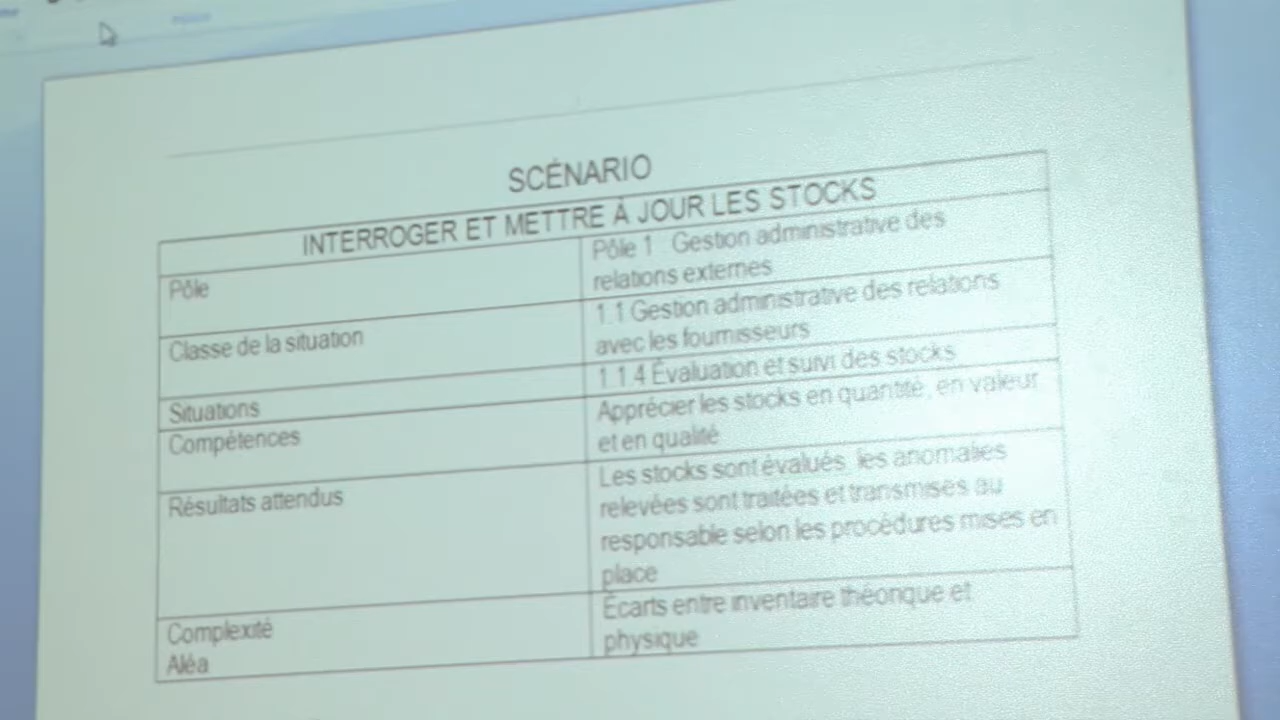 SCÉNARIO
INTERROGER ET METTRE À JOUR LES STOCKS
Pôle
Pôle 1 : Gestion administrative des
relations externes
Classe de la situation
1.1 Gestion administrative des relations
avec les fournisseurs
Situations
1.1.4 Évaluation et suivi des stocks
Compétences
Apprécier les stocks en quantité, en valeur
et en qualité
Résultats attendus
Les stocks sont évalués, les anomalies
relevées sont traitées et transmises au
responsable selon les procédures mises en
place
Complexité
Aléa
Écarts entre inventaire théorique et
physique